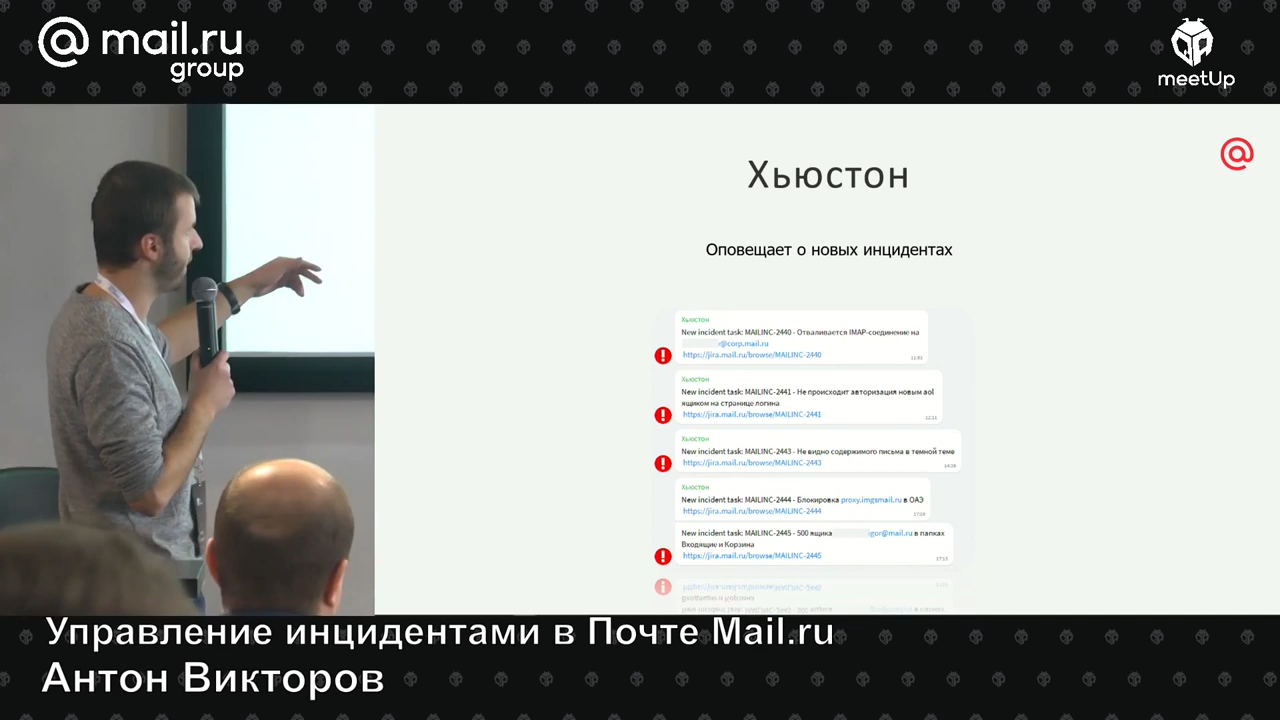 @ mail.ru
group
meetUp
Хьюстон
@
Оповещает о новых инцидентах
Хьюстон
New incident task: MAILINC-2440 - Отваливается IMAP-соединение на
@corp.mail.ru
https://jira.mail.ru/browse/MAILINC-2440
Хьюстон
New incident task: MAILINC-2441 - Не происходит авторизация новым aol
ящиком на странице логина
https://jira.mail.ru/browse/MAILINC-2441
12:11
Хьюстон
New incident task: MAILINC-2443 - Не видно содержимого письма в темной теме
https://jira.mail.ru/browse/MAILINC-2443
Хьюстон
New incident task: MAILINC-2444 - Блокировка proxy.imgsmail.ru в ОАЭ
https://jira.mail.ru/browse/MAILINC-2444
New incident task: MAILINC-2445 - 500 ящика igor@mail.ru в папках
Входящие и Корзина
https://jira.mail.ru/browse/MAILINC-2445
17:13
Управление инцидентами в Почте Mail.ru
Антон Викторов